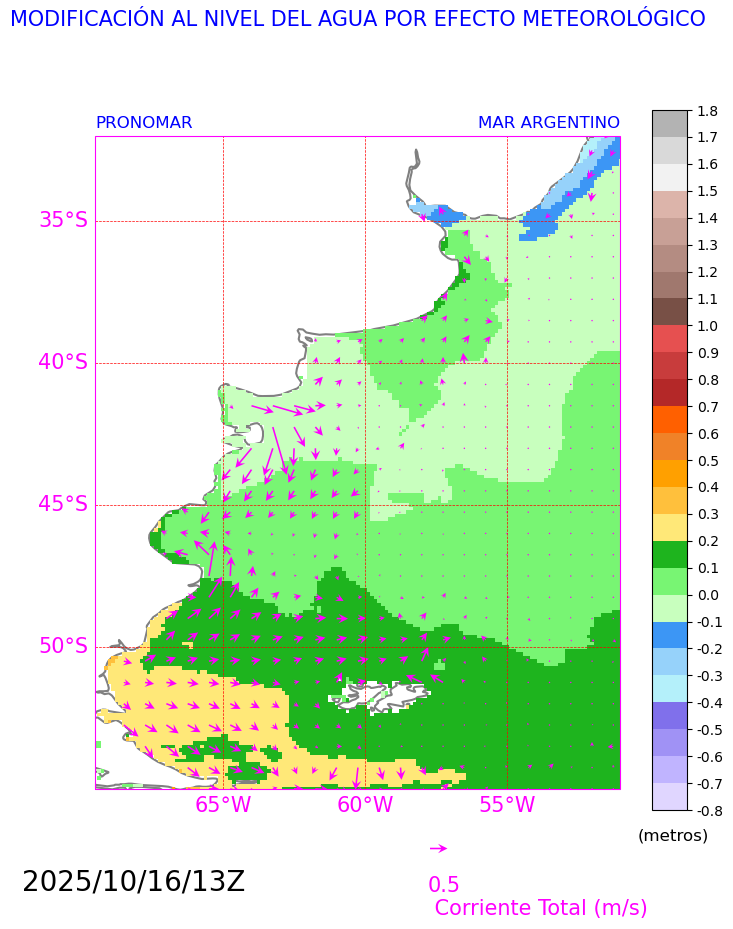 MODIFICACIÓN AL NIVEL DEL AGUA POR EFECTO METEOROLÓGICO
PRONOMAR
MAR ARGENTINO
35°S
40°S
45°S
50°S
65°W
60°W
55°W
1.8
1.7
1.6
1.5
1.4
1.3
1.2
1.1
1.0
0.9
0.8
0.7
0.6
0.5
0.4
0.3
0.2
0.1
0.0
-0.1
-0.2
-0.3
-0.4
-0.5
-0.6
-0.7
-0.8
(metros)
2025/10/16/13Z
0.5
Corriente Total (m/s)